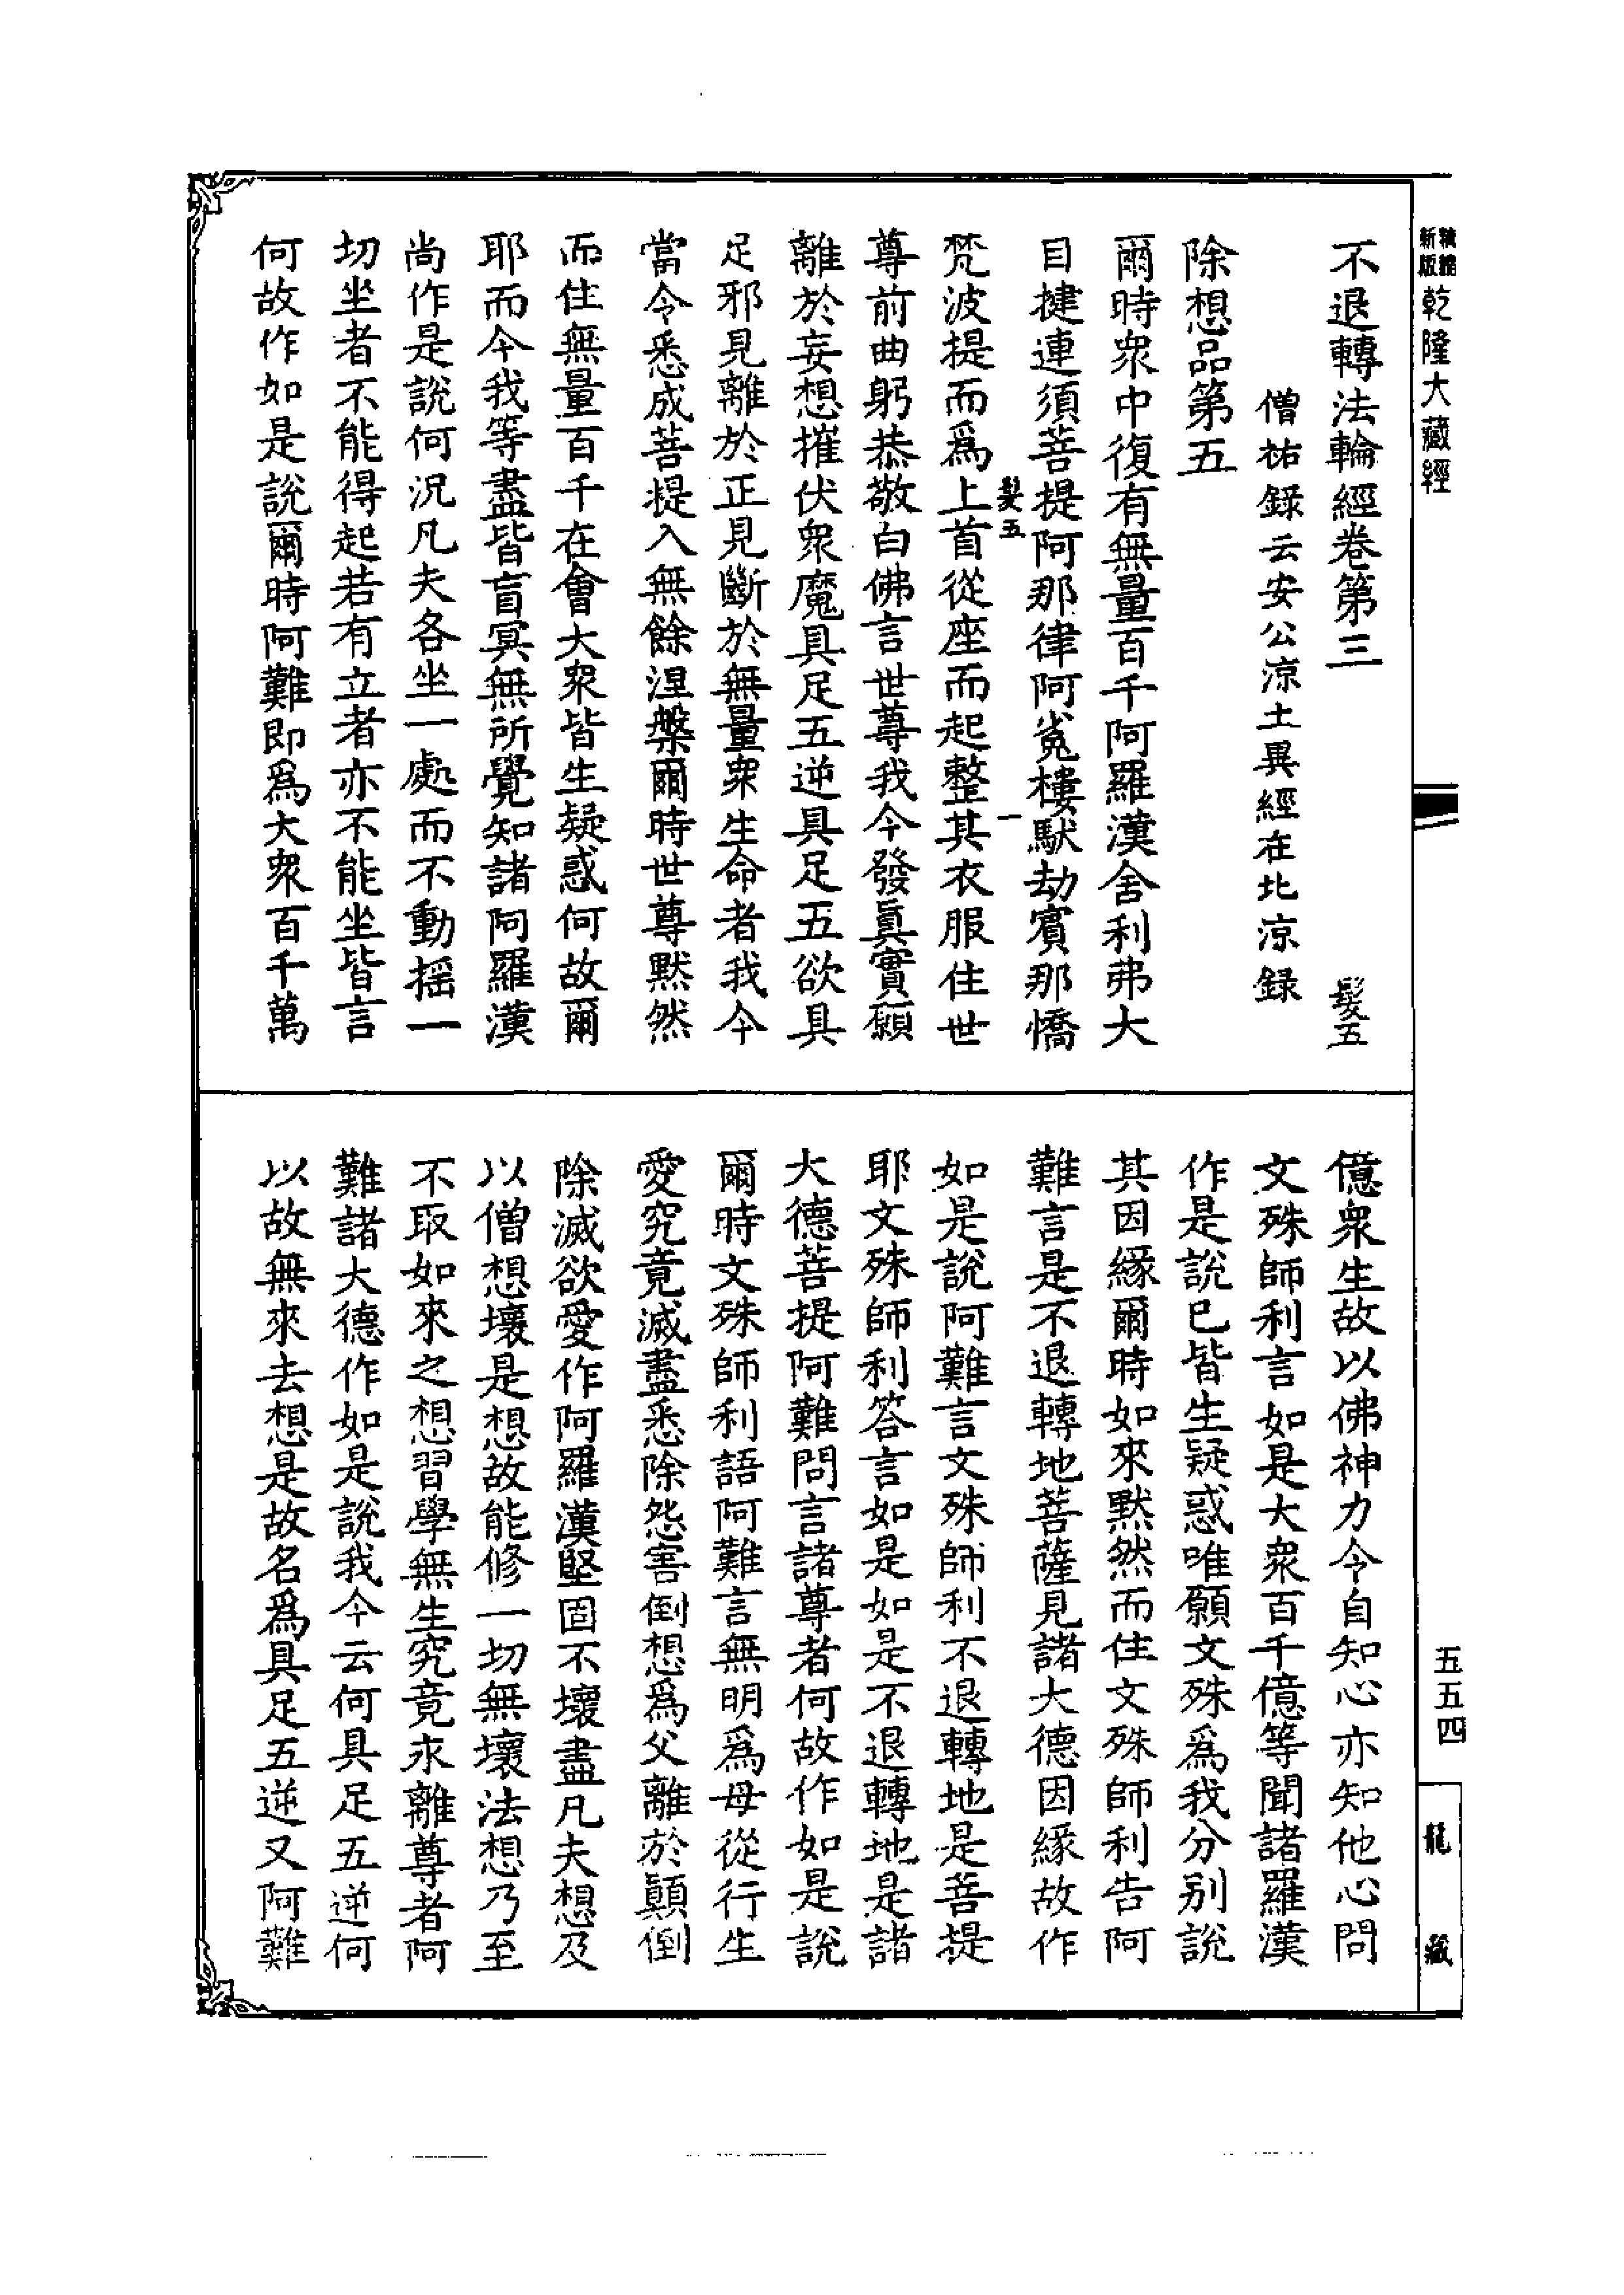 精縮新版乾隆大藏經
不退轉法輪經卷第三 髮五
僧祐錄云安公涼土異經在北涼錄
除想品第五
爾時衆中復有無量百千阿羅漢舍利弗大
目揵連須菩提阿那律阿㝹樓馱劫賓那憍
髮五 一
梵波提而爲上首從座而起整其衣服住世
尊前曲躬恭敬白佛言世尊我今發眞實願
離於妄想摧伏衆魔具足五逆具足五欲具
足邪見離於正見斷於無量衆生命者我今
當令悉成菩提入無餘涅槃爾時世尊默然
而住無量百千在會大衆皆生疑惑何故爾
耶而今我等盡皆盲冥無所覺知諸阿羅漢
尚作是說何況凡夫各坐一處而不動搖一
切坐者不能得起若有立者亦不能坐皆言
何故作如是說爾時阿難即爲大衆百千萬
億衆生故以佛神力令自知心亦知他心問
文殊師利言如是大衆百千億等聞諸羅漢
作是說已皆生疑惑唯願文殊爲我分别說
其因緣爾時如來默然而住文殊師利告阿
難言是不退轉地菩薩見諸大德因緣故作
如是說阿難言文殊師利不退轉地是菩提
耶文殊師利答言如是如是不退轉地是諸
大德菩提阿難問言諸尊者何故作如是說
爾時文殊師利語阿難言無明爲母從行生
愛究竟滅盡悉除怨害倒想爲父離於顛倒
除滅欲愛作阿羅漢堅固不壞盡凡夫想及
以僧想壞是想故能修一切無壞法想乃至
不取如來之想習學無生究竟永離尊者阿
難諸大德作如是說我今云何具足五逆何
以故無來去想是故名爲具足五逆又阿難
五五四
龍藏